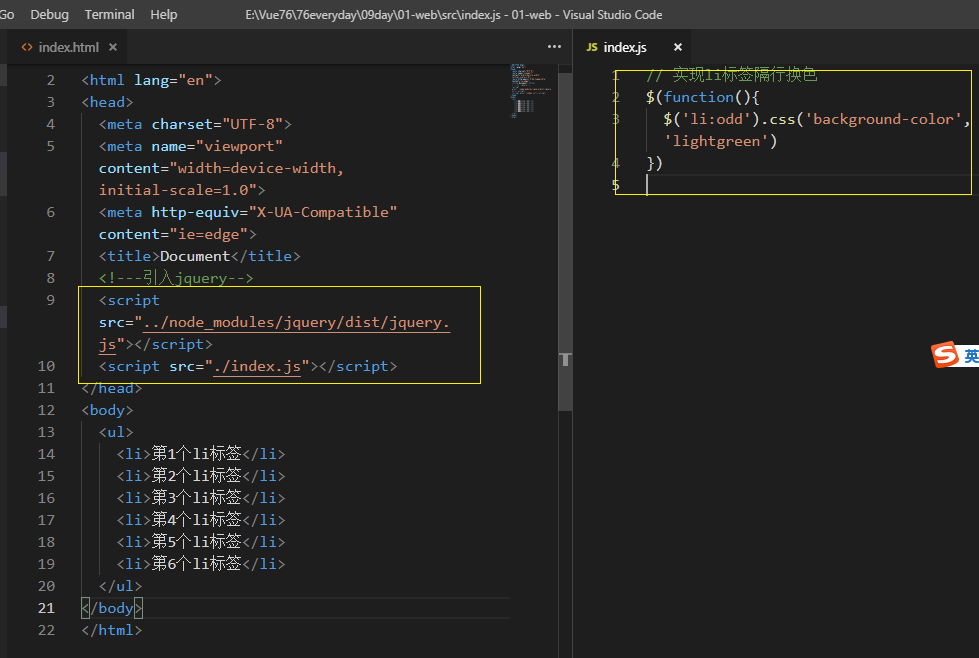 Go Debug Terminal Help E:\Vue76\76everyday\09day\01-web\src\index.js - 01-web - Visual Studio Code
<> index.html × ···
2 <html lang="en">
3 <head>
4 <meta charset="UTF-8">
5 <meta name="viewport"
content="width=device-width,
initial-scale=1.0">
6 <meta http-equiv="X-UA-Compatible"
content="ie=edge">
7 <title>Document</title>
8 <!---引入jquery-->
9 <script
src="../node_modules/jquery/dist/jquery.
js"></script>
10 <script src="./index.js"></script>
11 </head>
12 <body>
13 <ul>
14 <li>第1个li标签</li>
15 <li>第2个li标签</li>
16 <li>第3个li标签</li>
17 <li>第4个li标签</li>
18 <li>第5个li标签</li>
19 <li>第6个li标签</li>
20 </ul>
21 </body>
22 </html>
JS index.js ×
1 // 实现li标签隔行换色
2 $(function(){
3 $('li:odd').css('background-color',
'lightgreen')
4 })
5
S 英